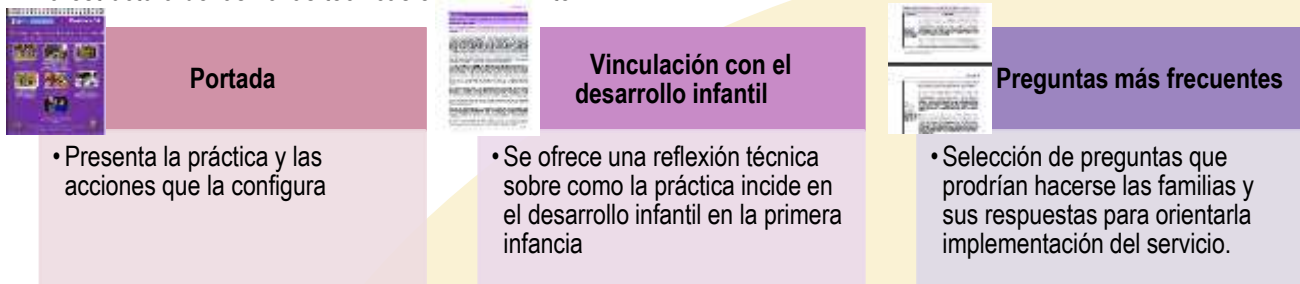 Portada
• Presenta la práctica y las
acciones que la configura
Vinculación con el
desarrollo infantil
• Se ofrece una reflexión técnica
sobre como la práctica incide en
el desarrollo infantil en la primera
infancia
Preguntas más frecuentes
• Selección de preguntas que
prodrían hacerse las familias y
sus respuestas para orientarla
implementación del servicio.